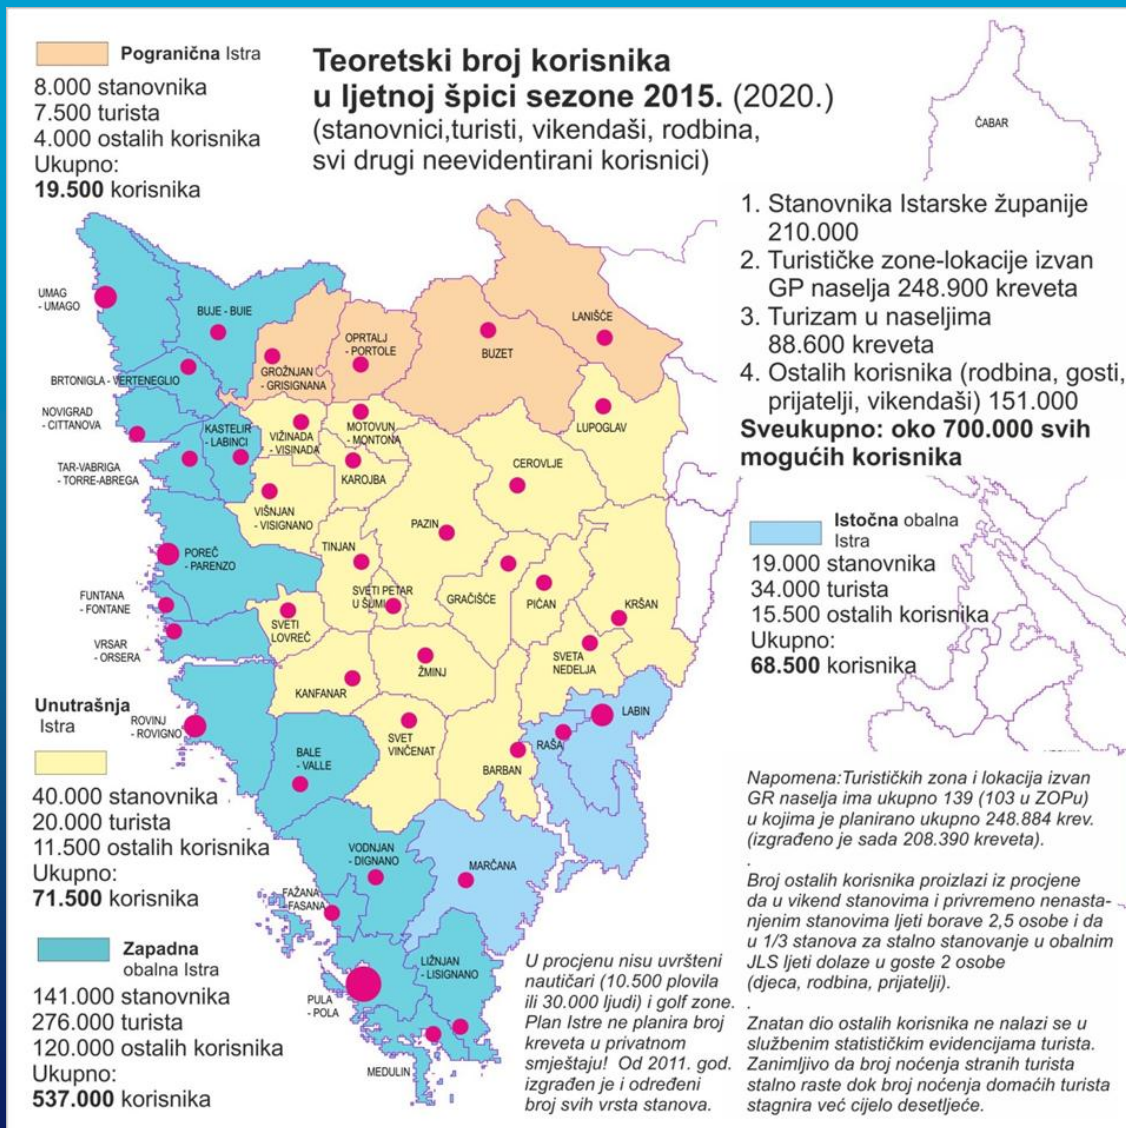 Pogranična Istra
8.000 stanovnika
7.500 turista
4.000 ostalih korisnika
Ukupno:
19.500 korisnika
Teoretski broj korisnika
u ljetnoj špici sezone 2015. (2020.)
(stanovnici,turisti, vikendaši, rodbina,
svi drugi neevidentirani korisnici)
ČABAR
1. Stanovnika Istarske županije
210.000
2. Turističke zone-lokacije izvan
GP naselja 248.900 kreveta
3. Turizam u naseljima
88.600 kreveta
4. Ostalih korisnika (rodbina, gosti,
prijatelji, vikendaši) 151.000
Sveukupno: oko 700.000 svih
mogućih korisnika
UMAG
- UMAGO
BUJE - BUIE
BRTONIGLA - VERTENEGLIO
NOVIGRAD
- CITTANOVA
TAR-VABRIGA
- TORRE-ABREGA
KASTELIR
- LABINCI
GROŽNJAN
- GRISIGNANA
OPRTALJ
- PORTOLE
BUZET
LANIŠĆE
LUPOGLAV
VIŽINADA
- VISINADA
MOTOVUN
- MONTONA
KAROJBA
CEROVLJE
VIŠNJAN
- VISIGNANO
PAZIN
TINJAN
POREČ
- PARENZO
FUNTANA
- FONTANE
VRSAR
- ORSERA
SVETI
LOVREČ
SVETI PETAR
U ŠUMI
GRAČIŠĆE
PIĆAN
KRŠAN
SVETA
NEDELJA
ŽMINJ
KANFANAR
ROVINJ
- ROVIGNO
BALE
- VALLE
SVET
VINČENAT
BARBAN
RAŠA
LABIN
MARČANA
VODNJAN
- DIGNANO
FAŽANA
- FASANA
PULA
- POLA
LIŽNJAN
- LISIGNANO
MEDULIN
Istočna obalna
Istra
19.000 stanovnika
34.000 turista
15.500 ostalih korisnika
Ukupno:
68.500 korisnika
Unutrašnja
Istra
40.000 stanovnika
20.000 turista
11.500 ostalih korisnika
Ukupno:
71.500 korisnika
Zapadna
obalna Istra
141.000 stanovnika
276.000 turista
120.000 ostalih korisnika
Ukupno:
537.000 korisnika
U procjenu nisu uvršteni
nautičari (10.500 plovila
ili 30.000 ljudi) i golf zone.
Plan Istre ne planira broj
kreveta u privatnom
smještaju! Od 2011. god.
izgrađen je i određeni
broj svih vrsta stanova.
Napomena:Turističkih zona i lokacija izvan
GR naselja ima ukupno 139 (103 u ZOPu)
u kojima je planirano ukupno 248.884 krev.
(izgrađeno je sada 208.390 kreveta).
.
Broj ostalih korisnika proizlazi iz procjene
da u vikend stanovima i privremeno nenasta-
njenim stanovima ljeti borave 2,5 osobe i da
u 1/3 stanova za stalno stanovanje u obalnim
JLS ljeti dolaze u goste 2 osobe
(djeca, rodbina, prijatelji).
.
Znatan dio ostalih korisnika ne nalazi se u
službenim statističkim evidencijama turista.
Zanimljivo da broj noćenja stranih turista
stalno raste dok broj noćenja domaćih turista
stagnira već cijelo desetljeće.